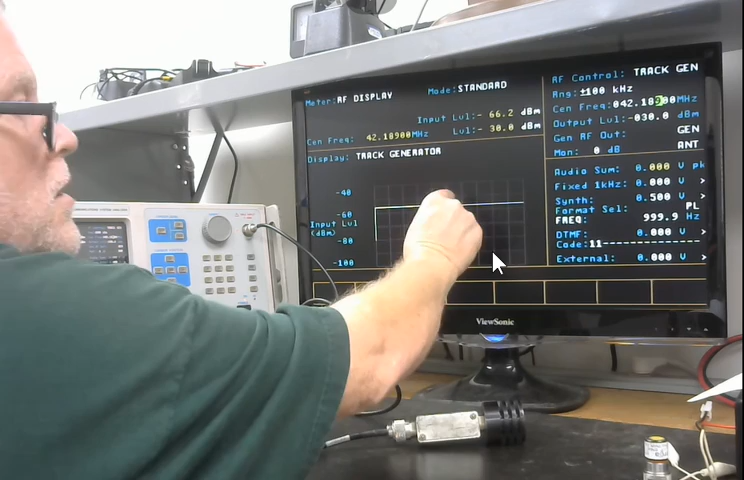 Meter: RF DISPLAY
Mode: STANDARD
Input Lvl:- 66.2 dBm
Cen Freq: 42.18900MHz
Lvl:- 30.0 dBm
Display: TRACK GENERATOR
-40
-60
Input Lvl
(dBm)
-80
-100
RF Control: TRACK GEN
Rng: ±100 kHz
Cen Freq:042.18900MHz
Output Lvl:-030.0 dBm
Gen RF Out: GEN
Mon: 0 dB ANT
Audio Sum: 0.000 V pk
Fixed 1kHz: 0.000 V >
Synth: 0.500 V >
Format Sel: PL
FREQ: 999.9 Hz
DTMF: 0.000 V >
Code:11--------------
External: 0.000 V >
ViewSonic